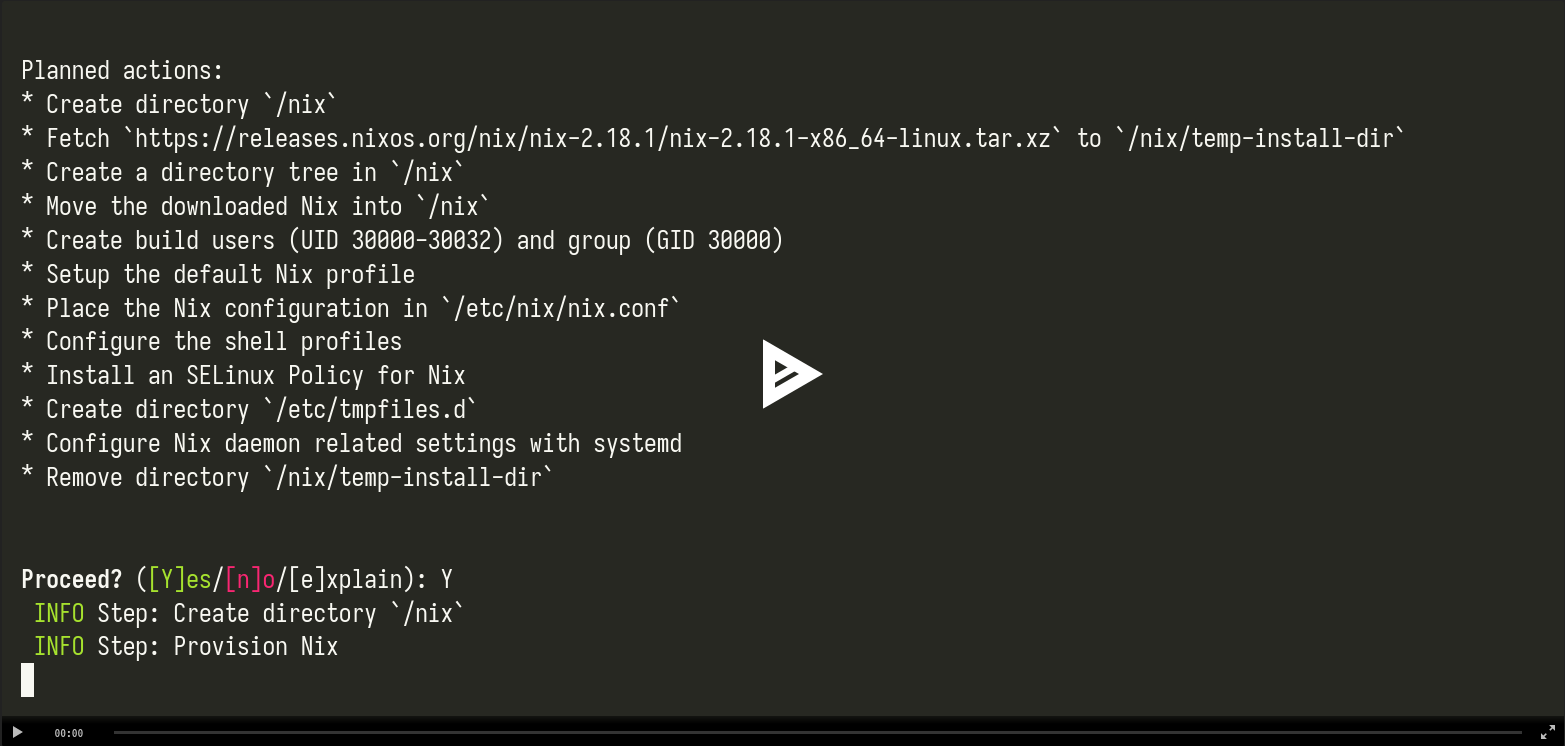 Planned actions:
* Create directory `/nix`
* Fetch `https://releases.nixos.org/nix/nix-2.18.1/nix-2.18.1-x86_64-linux.tar.xz` to `/nix/temp-install-dir`
* Create a directory tree in `/nix`
* Move the downloaded Nix into `/nix`
* Create build users (UID 30000-30032) and group (GID 30000)
* Setup the default Nix profile
* Place the Nix configuration in `/etc/nix/nix.conf`
* Configure the shell profiles
* Install an SELinux Policy for Nix
* Create directory `/etc/tmpfiles.d`
* Configure Nix daemon related settings with systemd
* Remove directory `/nix/temp-install-dir`
Proceed? ([Y]es/[n]o/[e]xplain): Y
INFO Step: Create directory `/nix`
INFO Step: Provision Nix
00:00